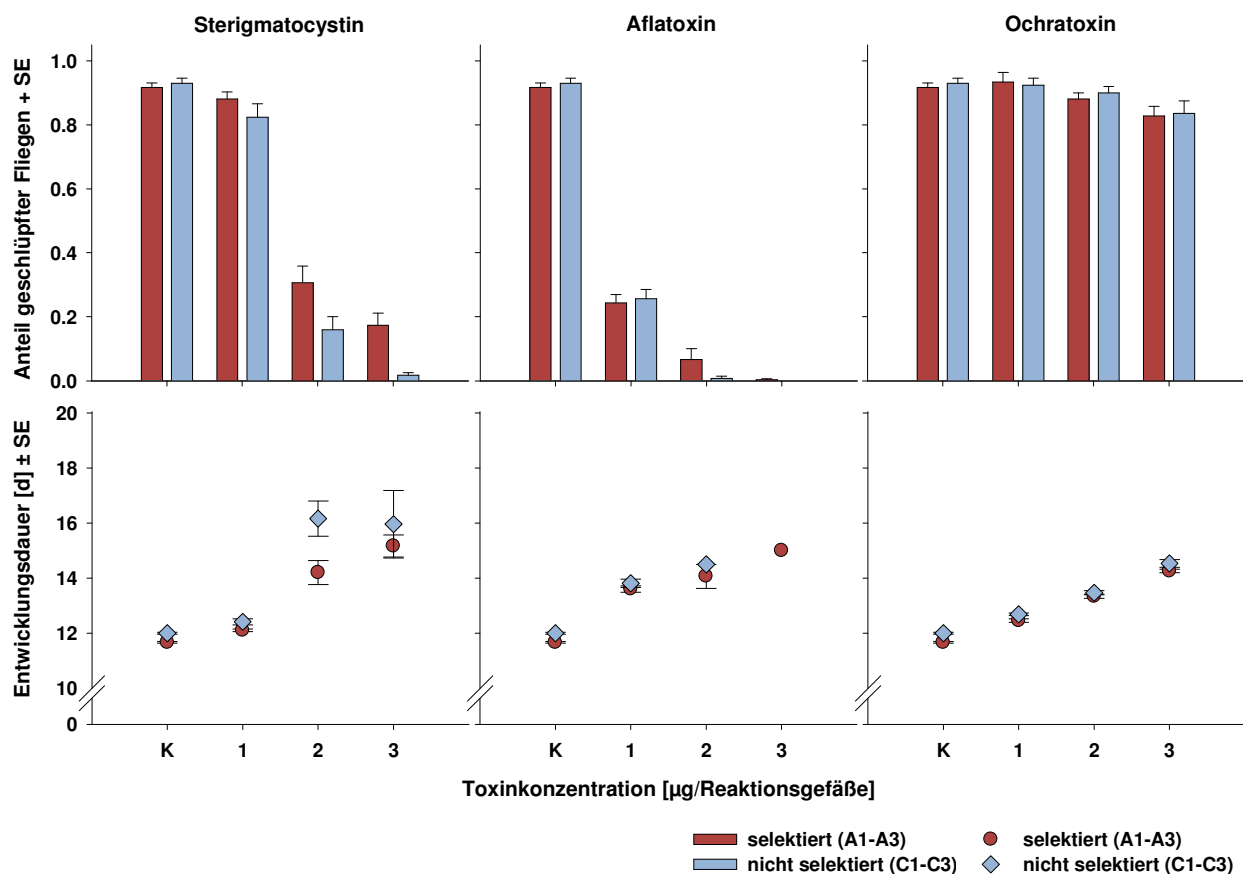 Sterigmatocystin
Aflatoxin
Ochratoxin
Anteil geschlüpfter Fliegen + SE
1.0
0.8
0.6
0.4
0.2
0.0
Entwicklungsdauer [d] ± SE
20
18
16
14
12
10
0
K 1 2 3
K 1 2 3
K 1 2 3
Toxinkonzentration [µg/Reaktionsgefäße]
selektiert (A1-A3)
nicht selektiert (C1-C3)
selektiert (A1-A3)
nicht selektiert (C1-C3)